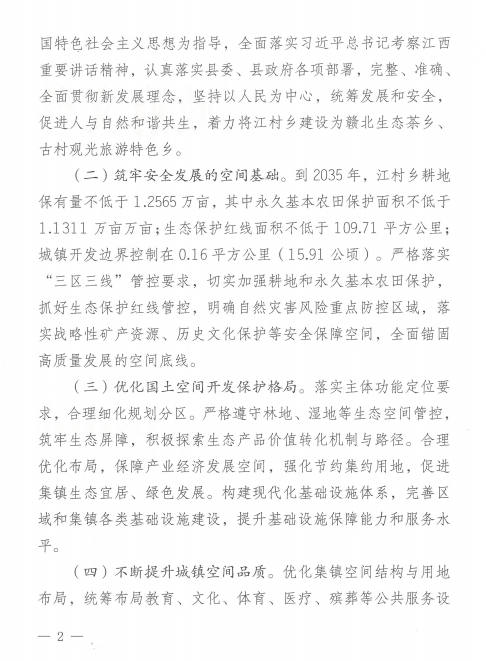 国特色社会主义思想为指导，全面落实习近平总书记考察江西
重要讲话精神，认真落实县委、县政府各项部署，完整、准确、
全面贯彻新发展理念，坚持以人民为中心，统筹发展和安全，
促进人与自然和谐共生，着力将江村乡建设为赣北生态茶乡、
古村观光旅游特色乡。
（二）筑牢安全发展的空间基础。到 2035 年，江村乡耕地
保有量不低于 1.2565 万亩，其中永久基本农田保护面积不低于
1.1311 万亩万亩；生态保护红线面积不低于 109.71 平方公里；
城镇开发边界控制在 0.16 平方公里（15.91 公顷）。严格落实
“三区三线”管控要求，切实加强耕地和永久基本农田保护，
抓好生态保护红线管控，明确自然灾害风险重点防控区域，落
实战略性矿产资源、历史文化保护等安全保障空间，全面锚固
高质量发展的空间底线。
（三）优化国土空间开发保护格局。落实主体功能定位要
求，合理细化规划分区。严格遵守林地、湿地等生态空间管控，
筑牢生态屏障，积极探索生态产品价值转化机制与路径。合理
优化布局，保障产业经济发展空间，强化节约集约用地，促进
集镇生态宜居、绿色发展。构建现代化基础设施体系，完善区
域和集镇各类基础设施建设，提升基础设施保障能力和服务水
平。
（四）不断提升城镇空间品质。优化集镇空间结构与用地
布局，统筹布局教育、文化、体育、医疗、殡葬等公共服务设
— 2 —